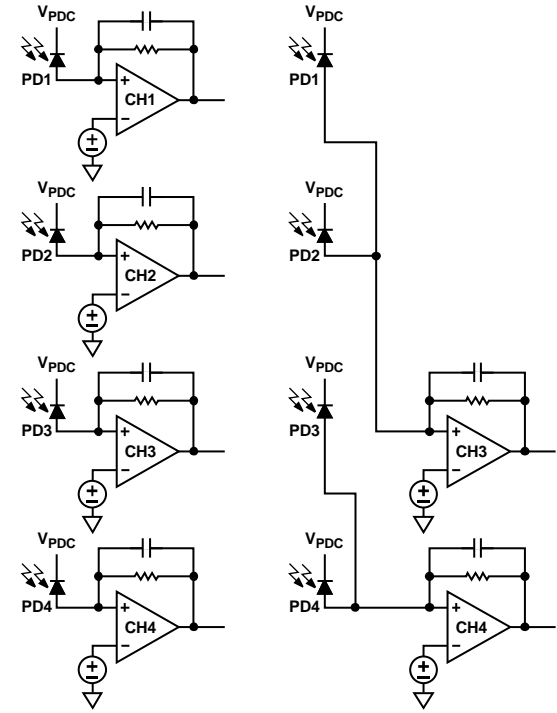 VPDC VPDC
PD1 + CH1 − PD1
±
VPDC VPDC
PD2 + CH2 − PD2
±
VPDC VPDC
PD3 + CH3 − PD3 + CH3 −
± ±
VPDC VPDC
PD4 + CH4 − PD4 + CH4 −
± ±